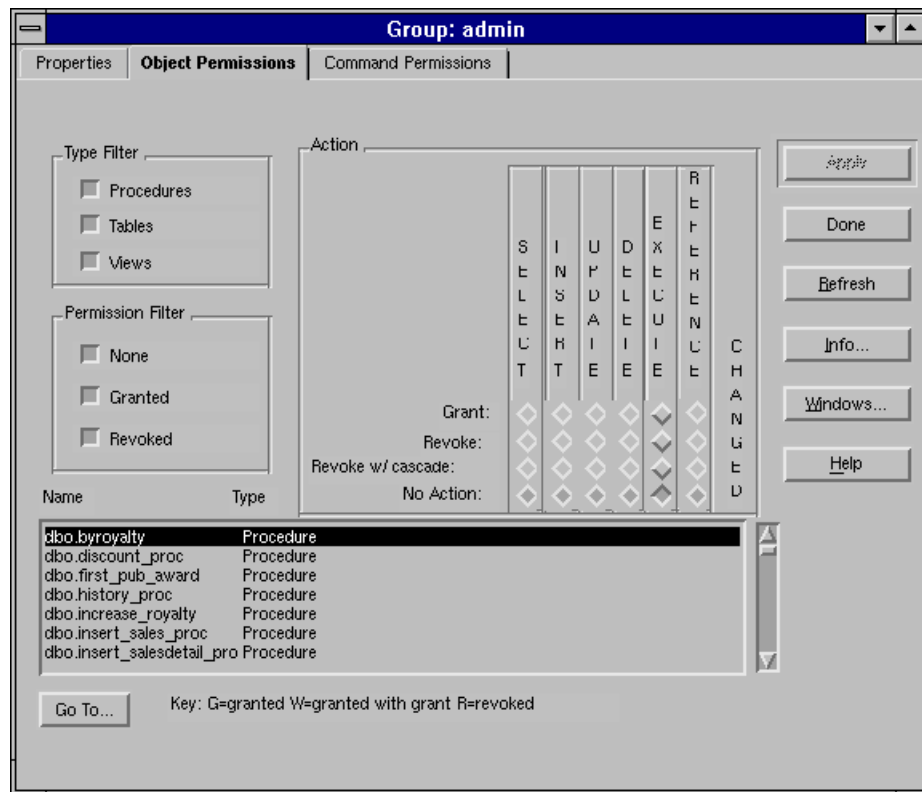 Group: admin
Properties Object Permissions Command Permissions
Type Filter
Procedures
Tables
Views
Permission Filter
None
Granted
Revoked
Action
SELECT
INSERT
UPDATE
DELETE
EXECUTE
REFERENCE
CHANGED
Grant:
Revoke:
Revoke w/ cascade:
No Action:
Apply
Done
Refresh
Info...
Windows...
Help
Name Type
dbo.byroyalty Procedure
dbo.discount_proc Procedure
dbo.first_pub_award Procedure
dbo.history_proc Procedure
dbo.increase_royalty Procedure
dbo.insert_sales_proc Procedure
dbo.insert_salesdetail_pro Procedure
Go To...
Key: G=granted W=granted with grant R=revoked